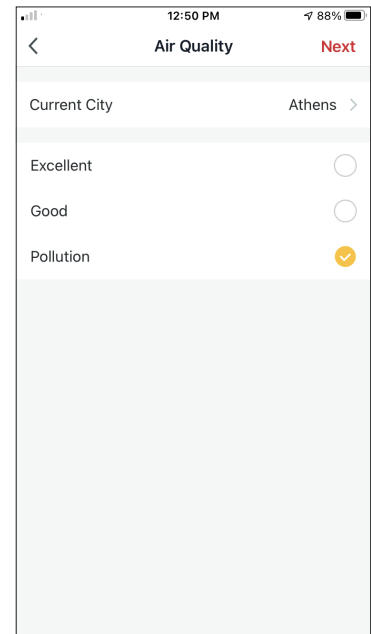 12:50 PM 88%
Air Quality Next
Current City Athens
Excellent
Good
Pollution